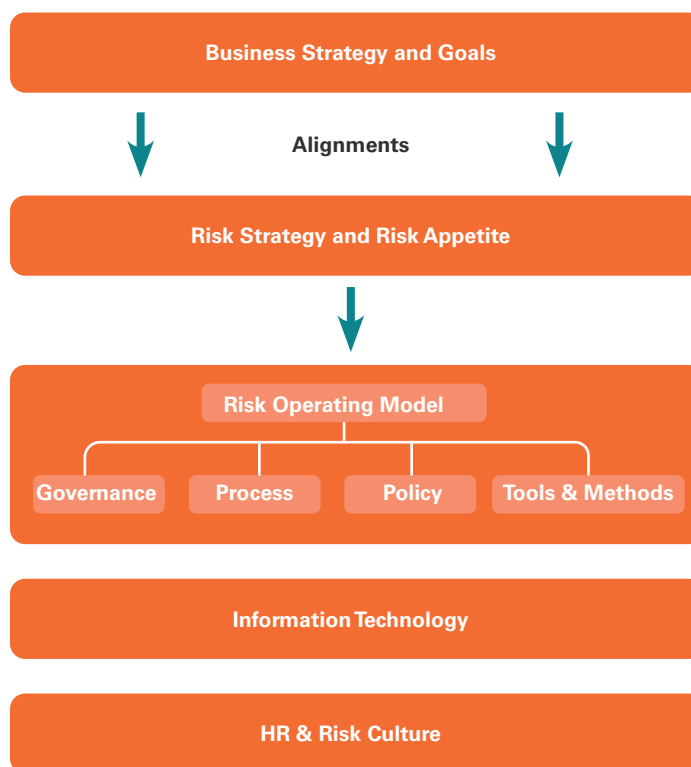 Business Strategy and Goals
Alignments
Risk Strategy and Risk Appetite
Risk Operating Model
Governance
Process
Policy
Tools & Methods
Information Technology
HR & Risk Culture